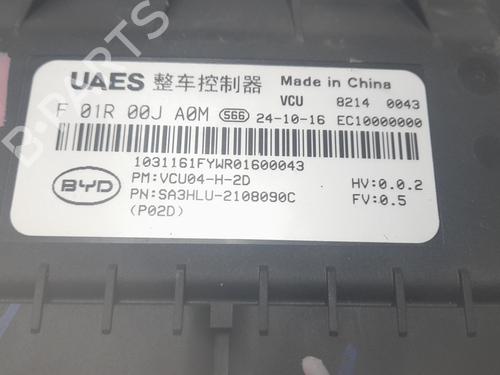 B-PARTS
UAES 整车控制器 Made in China
VCU 8214 0043
F 01R 00J A0M S66 24-10-16 EC10000000
1031161FYWR01600043
BYD PM:VCU04-H-2D HV:0.0.2
PN:SA3HLU-2108090C FV:0.5
(P02D)